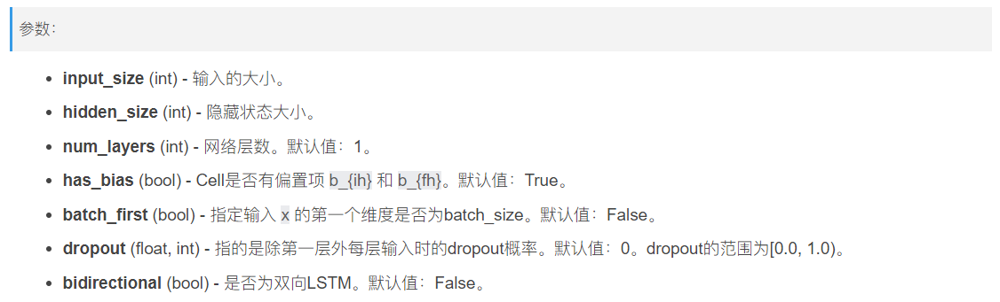 参数：
input_size (int) - 输入的大小。
hidden_size (int) - 隐藏状态大小。
num_layers (int) - 网络层数。默认值：1。
has_bias (bool) - Cell是否有偏置项 b_{ih} 和 b_{fh}。默认值：True。
batch_first (bool) - 指定输入 x 的第一个维度是否为batch_size。默认值：False。
dropout (float, int) - 指的是除第一层外每层输入时的dropout概率。默认值：0。dropout的范围为[0.0, 1.0)。
bidirectional (bool) - 是否为双向LSTM。默认值：False。